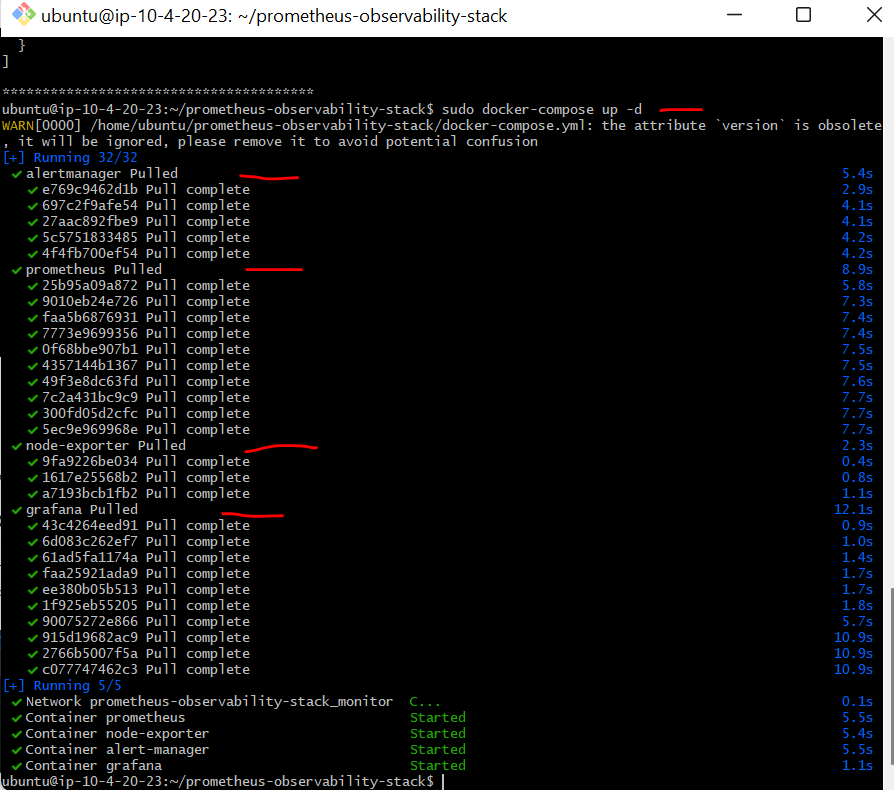 ubuntu@ip-10-4-20-23: ~/prometheus-observability-stack
}
]
***************************************
ubuntu@ip-10-4-20-23:~/prometheus-observability-stack$ sudo docker-compose up -d
WARN[0000] /home/ubuntu/prometheus-observability-stack/docker-compose.yml: the attribute `version` is obsolete
, it will be ignored, please remove it to avoid potential confusion
[+] Running 32/32
✔ alertmanager Pulled 5.4s
✔ e769c9462d1b Pull complete 2.9s
✔ 697c2f9afe54 Pull complete 4.1s
✔ 27aac892fbe9 Pull complete 4.1s
✔ 5c5751833485 Pull complete 4.2s
✔ 4f4fb700ef54 Pull complete 4.2s
✔ prometheus Pulled 8.9s
✔ 25b95a09a872 Pull complete 5.8s
✔ 9010eb24e726 Pull complete 7.3s
✔ faa5b6876931 Pull complete 7.4s
✔ 7773e9699356 Pull complete 7.4s
✔ 0f68bbe907b1 Pull complete 7.5s
✔ 4357144b1367 Pull complete 7.5s
✔ 49f3e8dc63fd Pull complete 7.6s
✔ 7c2a431bc9c9 Pull complete 7.7s
✔ 300fd05d2cfc Pull complete 7.7s
✔ 5ec9e969968e Pull complete 7.7s
✔ node-exporter Pulled 2.3s
✔ 9fa9226be034 Pull complete 0.4s
✔ 1617e25568b2 Pull complete 0.8s
✔ a7193bcb1fb2 Pull complete 1.1s
✔ grafana Pulled 12.1s
✔ 43c4264eed91 Pull complete 0.9s
✔ 6d083c262ef7 Pull complete 1.0s
✔ 61ad5fa1174a Pull complete 1.4s
✔ faa25921ada9 Pull complete 1.7s
✔ ee380b05b513 Pull complete 1.7s
✔ 1f925eb55205 Pull complete 1.8s
✔ 90075272e866 Pull complete 5.7s
✔ 915d19682ac9 Pull complete 10.9s
✔ 2766b5007f5a Pull complete 10.9s
✔ c077747462c3 Pull complete 10.9s
[+] Running 5/5
✔ Network prometheus-observability-stack_monitor C... 0.1s
✔ Container prometheus Started 5.5s
✔ Container node-exporter Started 5.4s
✔ Container alert-manager Started 5.5s
✔ Container grafana Started 1.1s
ubuntu@ip-10-4-20-23:~/prometheus-observability-stack$